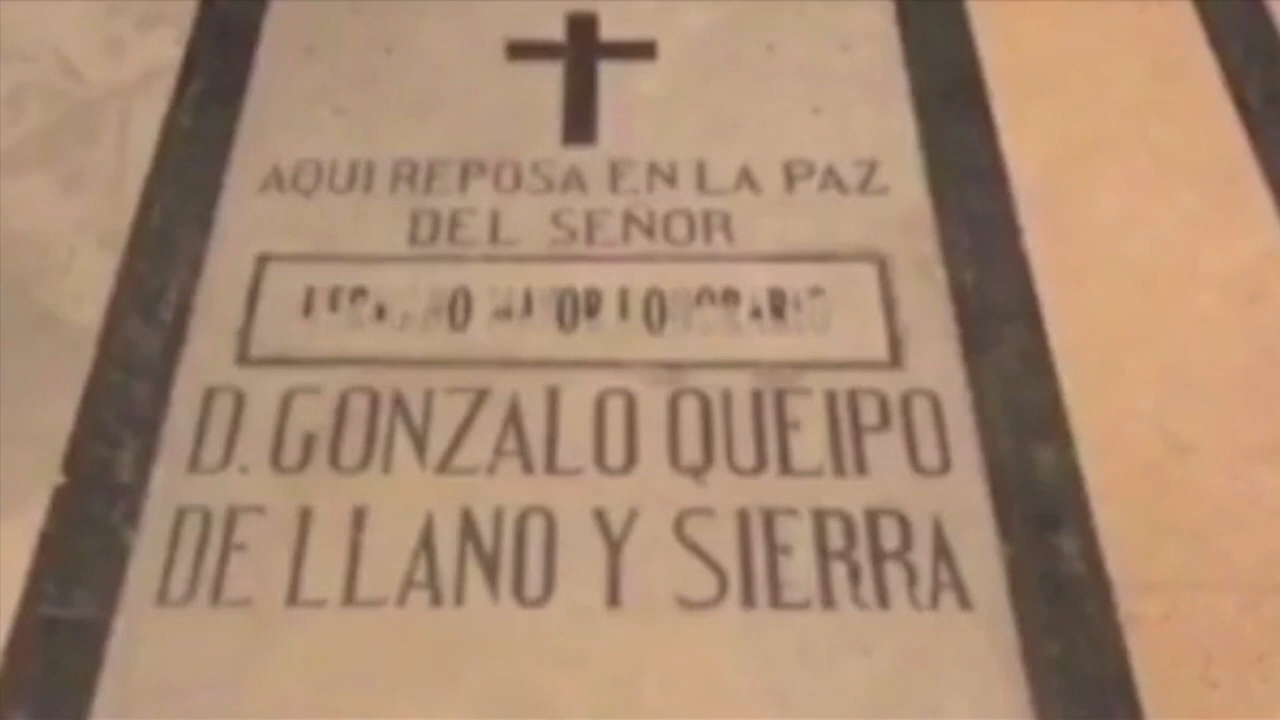 AQUI REPOSA EN LA PAZ
DEL SEÑOR
D. GONZALO QUEIPO
DE LLANO Y SIERRA